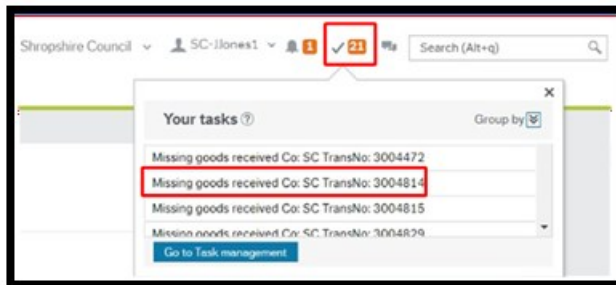 Shropshire Council SC-JJones1 1 21 Search (Alt+q)
Your tasks ? Group by
Missing goods received Co: SC TransNo: 3004472
Missing goods received Co: SC TransNo: 3004814
Missing goods received Co: SC TransNo: 3004815
Missing goods received Co: SC TransNo: 3004829
Go to Task management